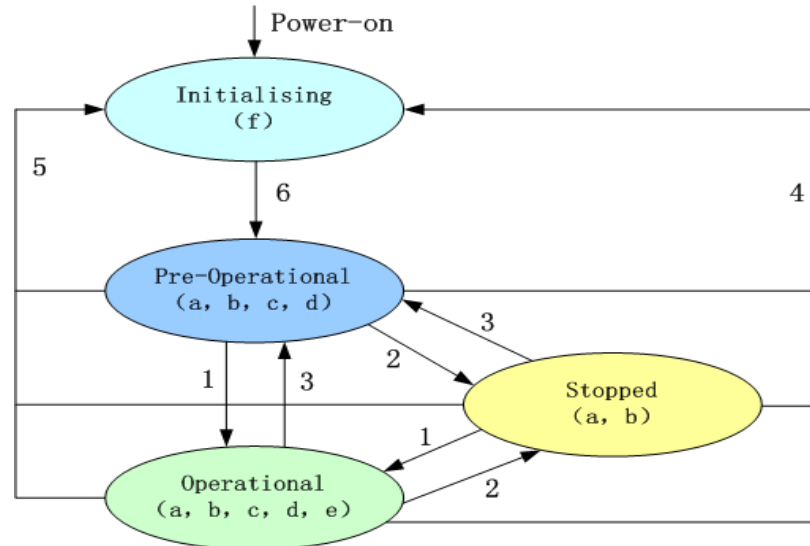 Power-on
Initialising
(f)
5
6
4
Pre-Operational
(a, b, c, d)
3
2
1
3
Stopped
(a, b)
1
Operational
(a, b, c, d, e)
2